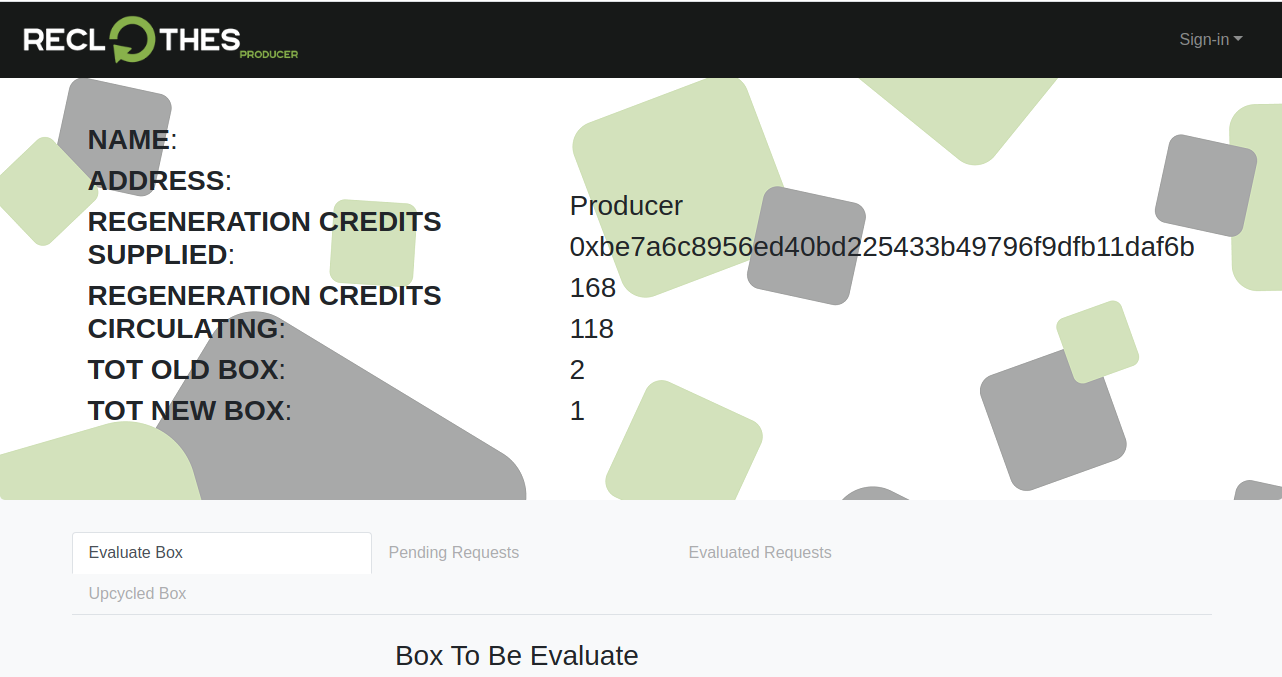 RECLOTHES PRODUCER
Sign-in
NAME:
ADDRESS:
REGENERATION CREDITS
SUPPLIED:
REGENERATION CREDITS
CIRCULATING:
TOT OLD BOX:
TOT NEW BOX:
Producer
0xbe7a6c8956ed40bd225433b49796f9dfb11daf6b
168
118
2
1
Evaluate Box
Pending Requests
Evaluated Requests
Upcycled Box
Box To Be Evaluate